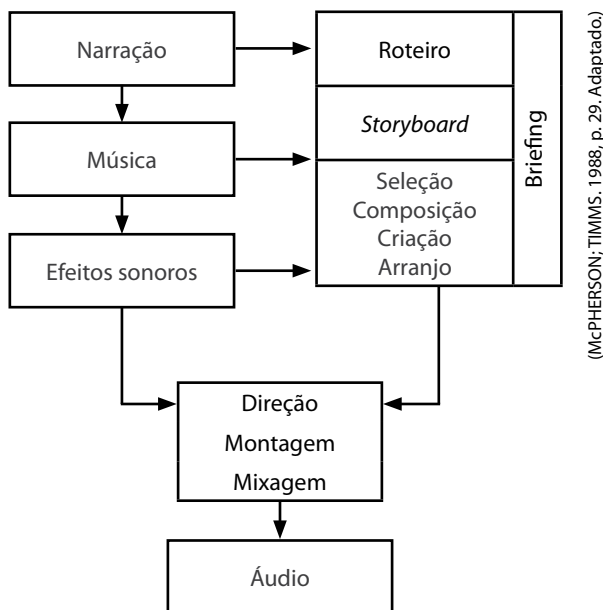 Narração
Música
Efeitos sonoros
Roteiro
Storyboard
Seleção
Composição
Criação
Arranjo
Briefing
Direção
Montagem
Mixagem
Áudio
(McPHERSON; TIMMS. 1988, p. 29. Adaptado.)